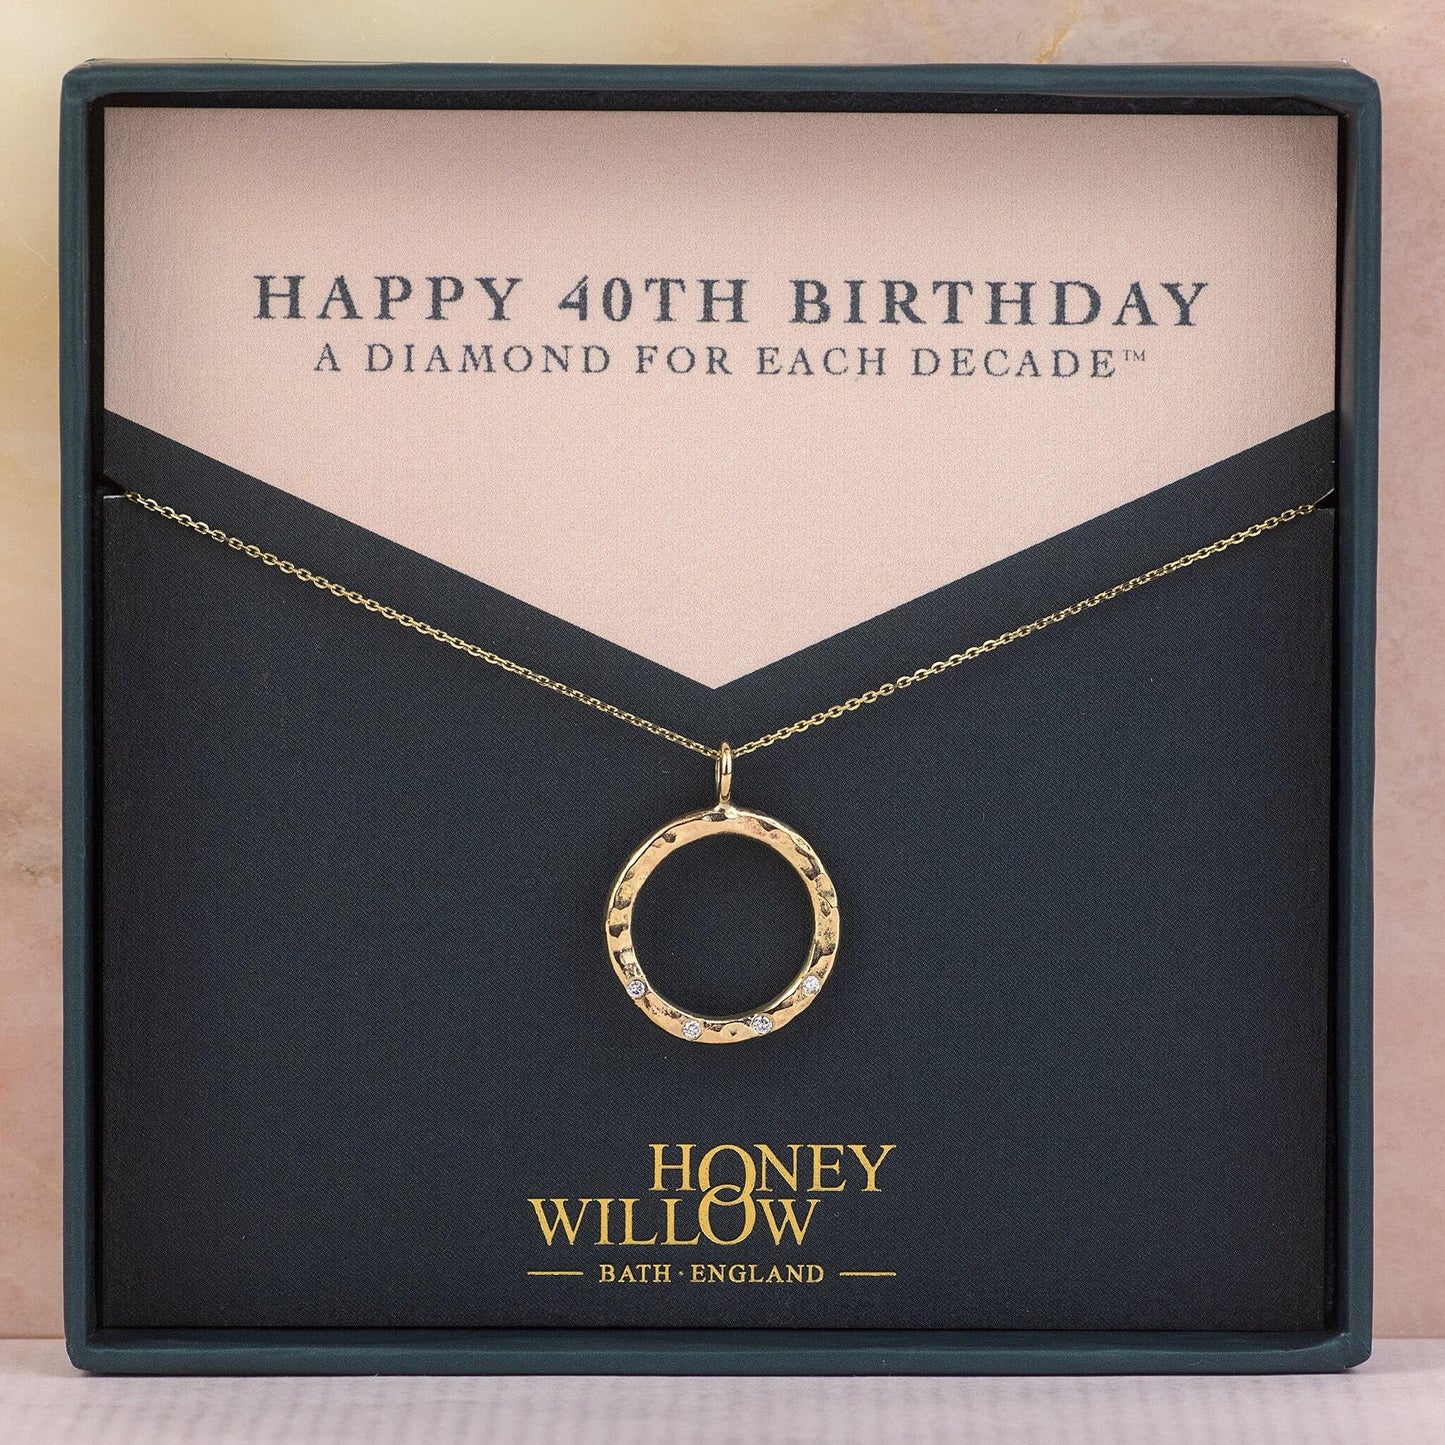 HAPPY 40TH BIRTHDAY
A DIAMOND FOR EACH DECADE™
HONEY
WILLOW
BATH · ENGLAND